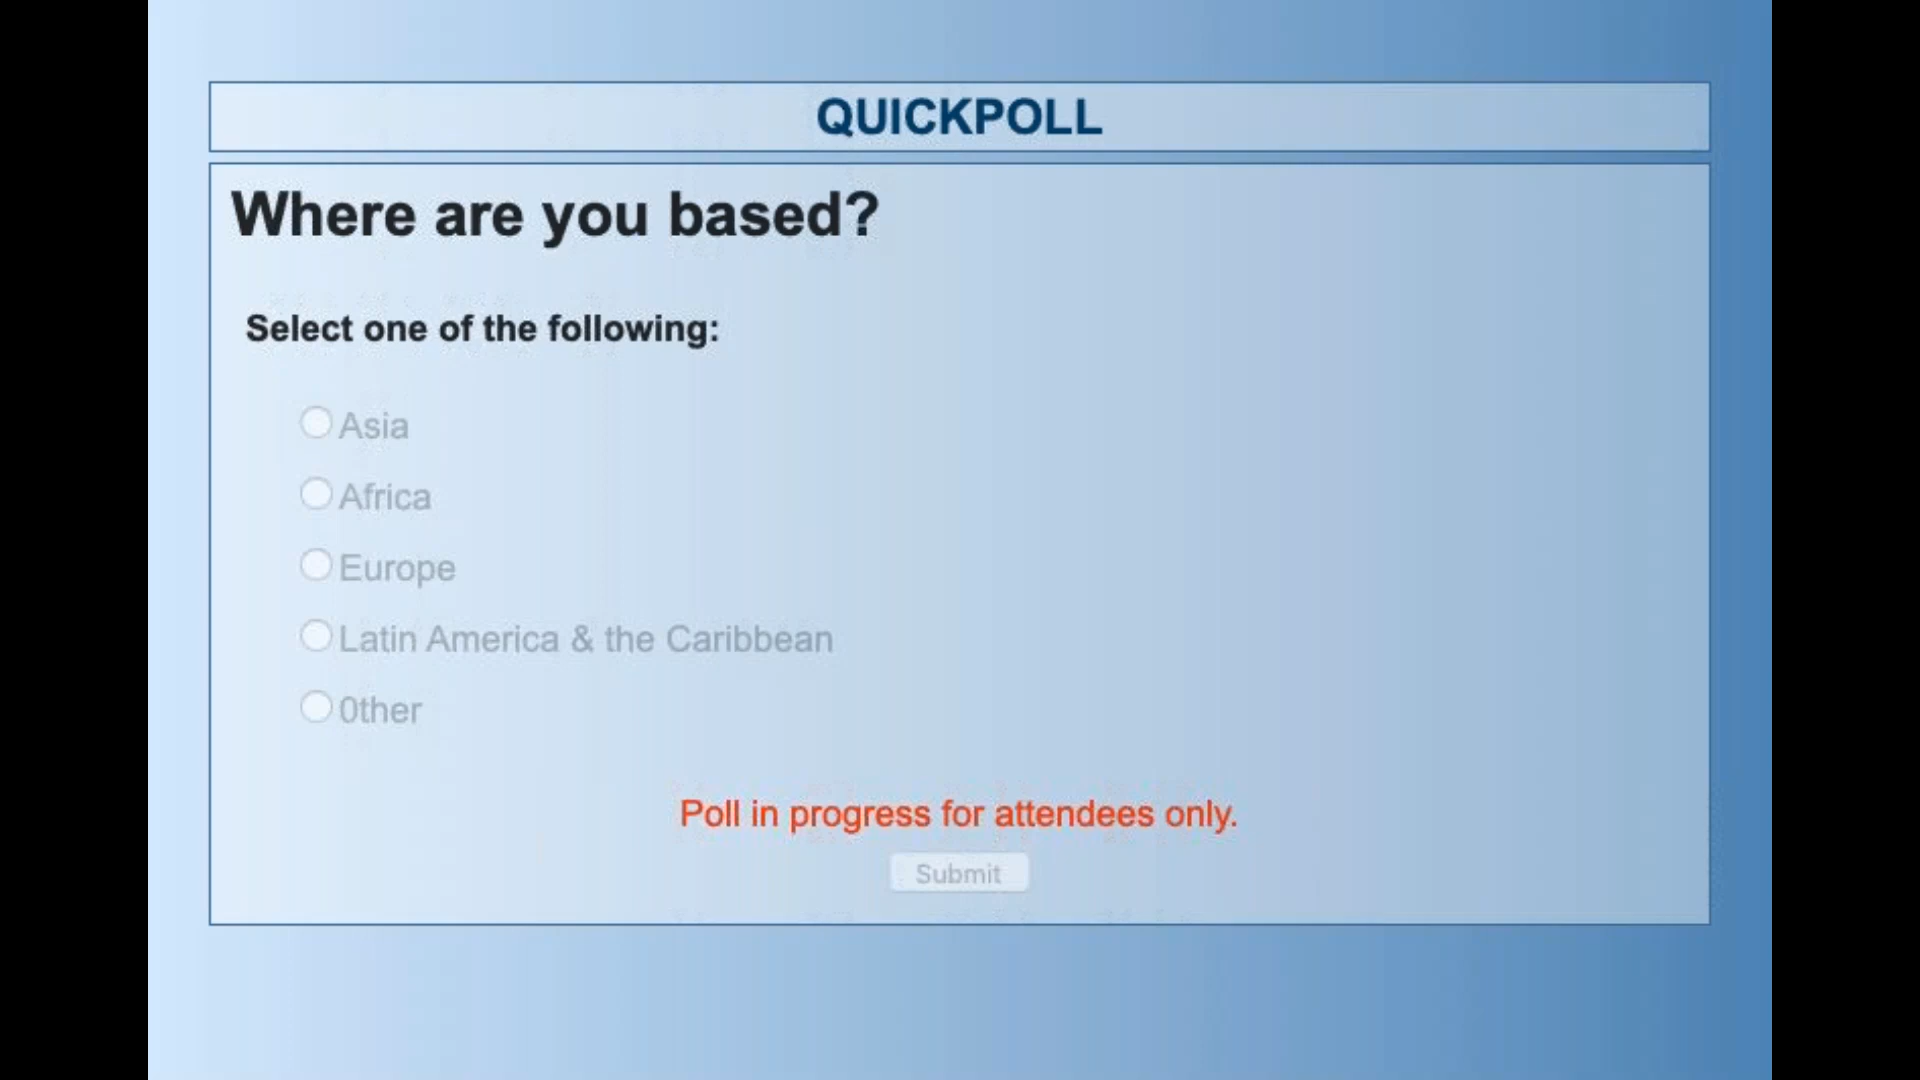 QUICKPOLL
Where are you based?
Select one of the following:
Asia
Africa
Europe
Latin America & the Caribbean
0ther
Poll in progress for attendees only.
Submit